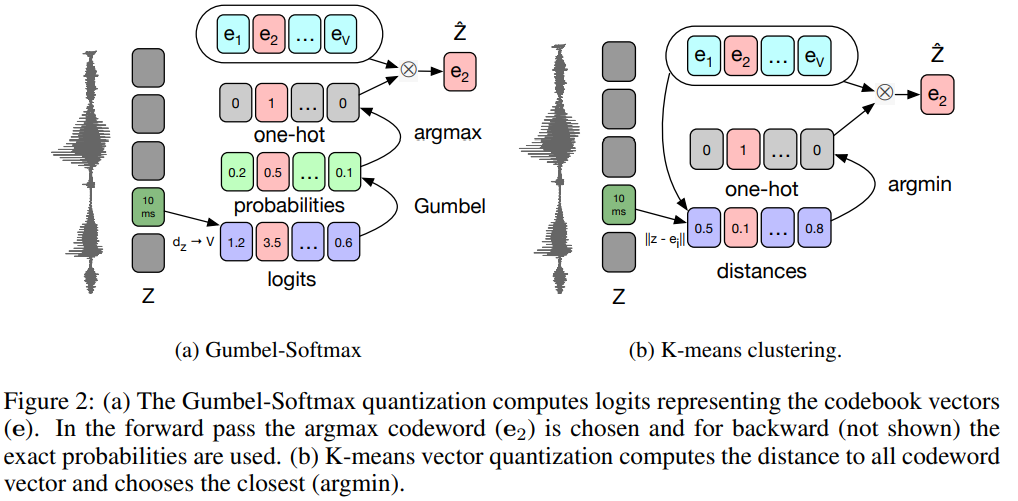 e1 e2 ... eV
Ẑ
e2
0 1 ... 0
one-hot
argmax
0.2 0.5 ... 0.1
probabilities
Gumbel
10
ms
dz → V
1.2 3.5 ... 0.6
logits
Z
(a) Gumbel-Softmax
e1 e2 ... eV
Ẑ
e2
0 1 ... 0
one-hot
argmin
10
ms
||z - ei||
0.5 0.1 ... 0.8
distances
Z
(b) K-means clustering.
Figure 2: (a) The Gumbel-Softmax quantization computes logits representing the codebook vectors
(e). In the forward pass the argmax codeword (e2) is chosen and for backward (not shown) the
exact probabilities are used. (b) K-means vector quantization computes the distance to all codeword
vector and chooses the closest (argmin).